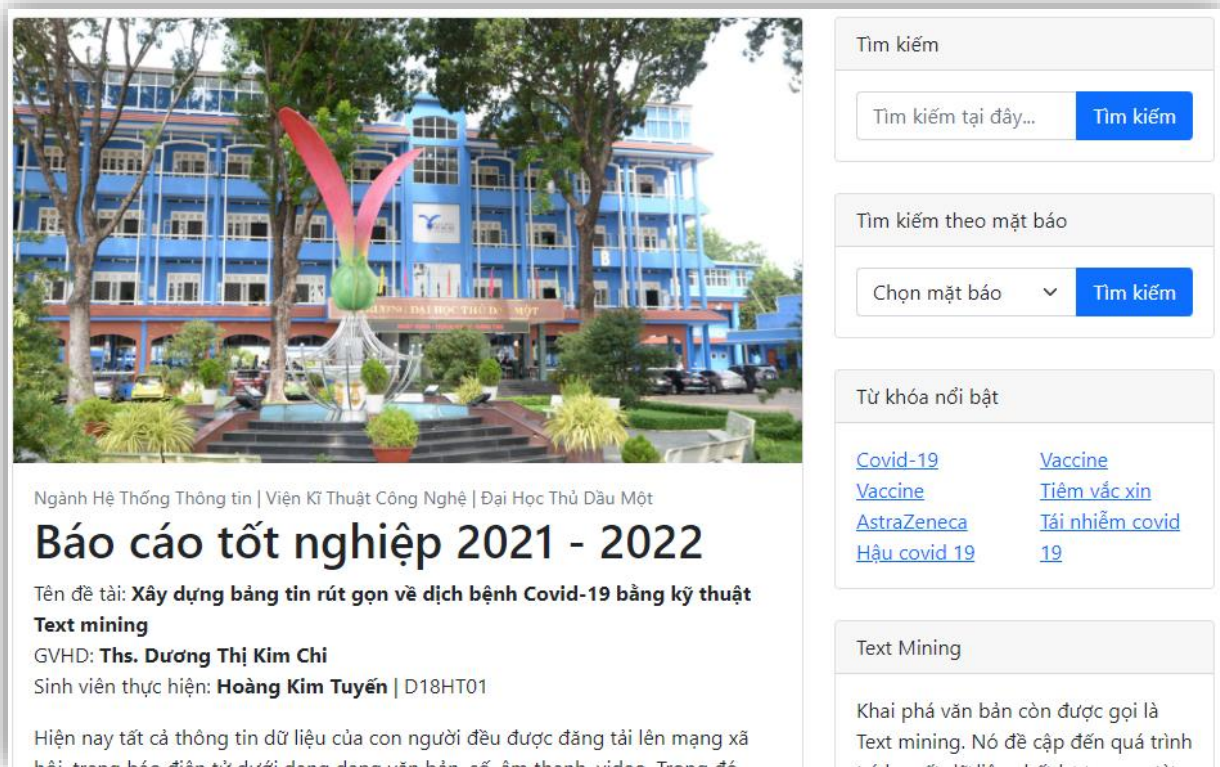 B
TRƯỜNG ĐẠI HỌC THỦ DẦU MỘT
Ngành Hệ Thống Thông tin | Viện Kĩ Thuật Công Nghệ | Đại Học Thủ Dầu Một
Báo cáo tốt nghiệp 2021 - 2022
Tên đề tài: Xây dựng bảng tin rút gọn về dịch bệnh Covid-19 bằng kỹ thuật
Text mining
GVHD: Ths. Dương Thị Kim Chi
Sinh viên thực hiện: Hoàng Kim Tuyến | D18HT01
Hiện nay tất cả thông tin dữ liệu của con người đều được đăng tải lên mạng xã
Tìm kiếm
Tìm kiếm tại đây... Tìm kiếm
Tìm kiếm theo mặt báo
Chọn mặt báo Tìm kiếm
Từ khóa nổi bật
Covid-19
Vaccine
AstraZeneca
Hậu covid 19
Vaccine
Tiêm vắc xin
Tái nhiễm covid
19
Text Mining
Khai phá văn bản còn được gọi là
Text mining. Nó đề cập đến quá trình